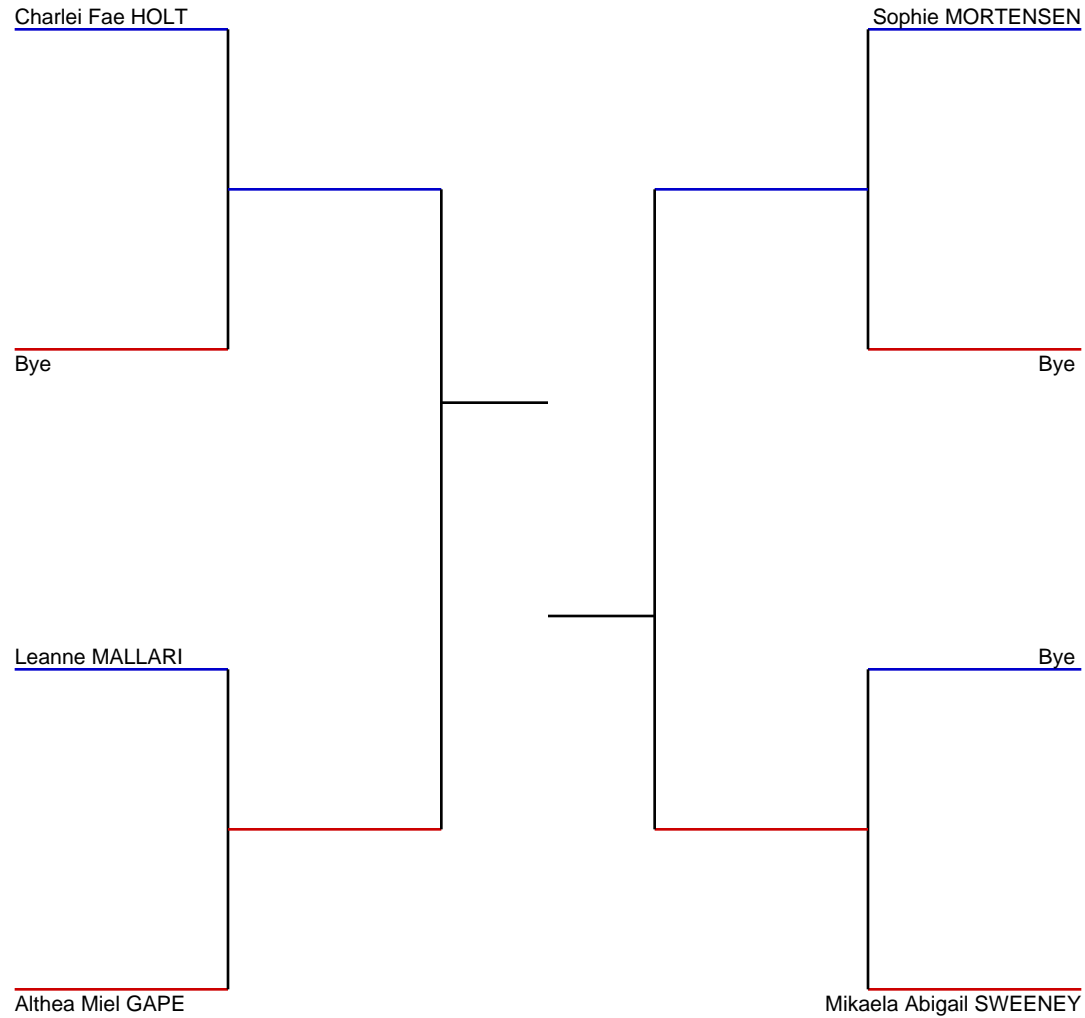 Charlei Fae HOLT
Sophie MORTENSEN
Bye
Bye
Leanne MALLARI
Bye
Althea Miel GAPE
Mikaela Abigail SWEENEY